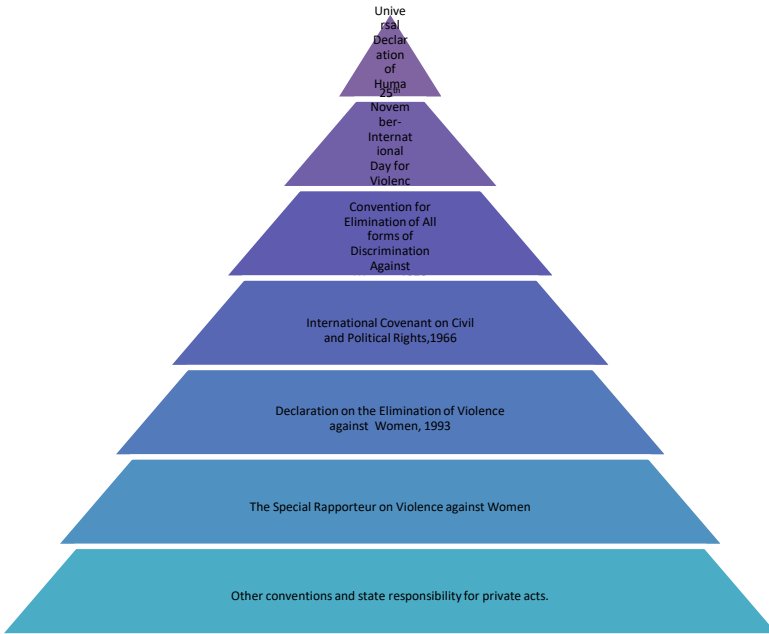 Unive
rsal
Declar
ation
of
Huma
25th
Novem
ber-
Internat
ional
Day for
Violenc
Convention for
Elimination of All
forms of
Discrimination
Against
International Covenant on Civil
and Political Rights,1966
Declaration on the Elimination of Violence
against Women, 1993
The Special Rapporteur on Violence against Women
Other conventions and state responsibility for private acts.